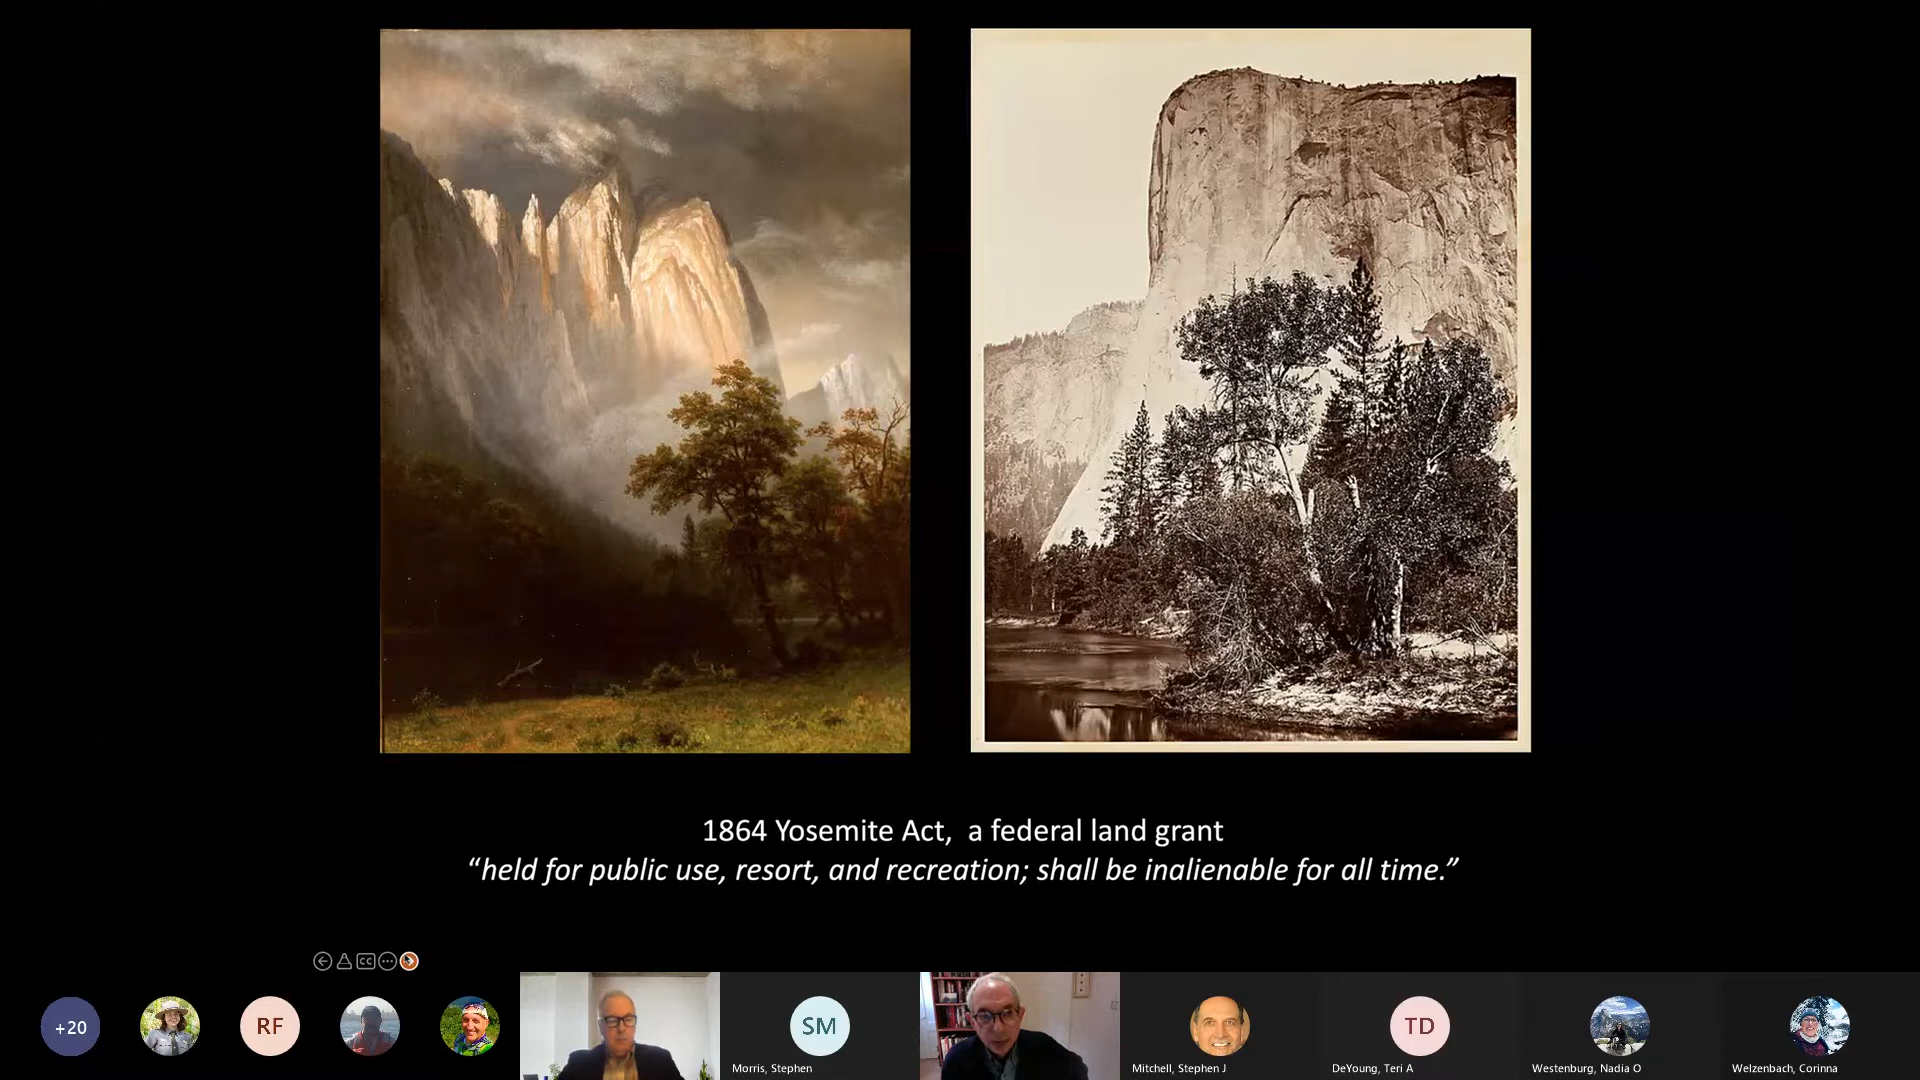 1864 Yosemite Act,  a federal land grant
“held for public use, resort, and recreation; shall be inalienable for all time.”
CC
+20
RF
SM
Morris, Stephen
Mitchell, Stephen J
TD
DeYoung, Teri A
Westenburg, Nadia O
Welzenbach, Corinna